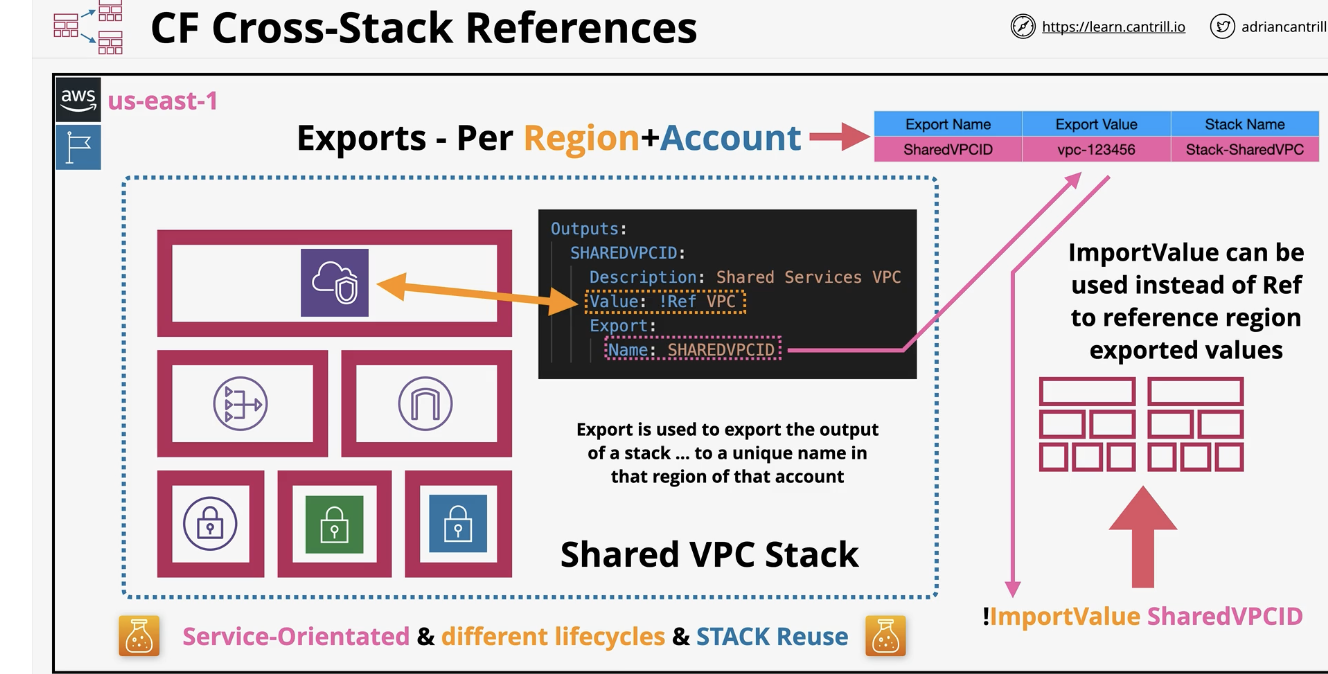 CF Cross-Stack References
https://learn.cantrill.io
adriancantrill
aws
us-east-1
Exports - Per Region+Account
Export Name
Export Value
Stack Name
SharedVPCID
vpc-123456
Stack-SharedVPC
Outputs:
SHAREDVPCID:
Description: Shared Services VPC
Value: !Ref VPC
Export:
Name: SHAREDVPCID
ImportValue can be
used instead of Ref
to reference region
exported values
Export is used to export the output
of a stack ... to a unique name in
that region of that account
Shared VPC Stack
!ImportValue SharedVPCID
Service-Orientated & different lifecycles & STACK Reuse